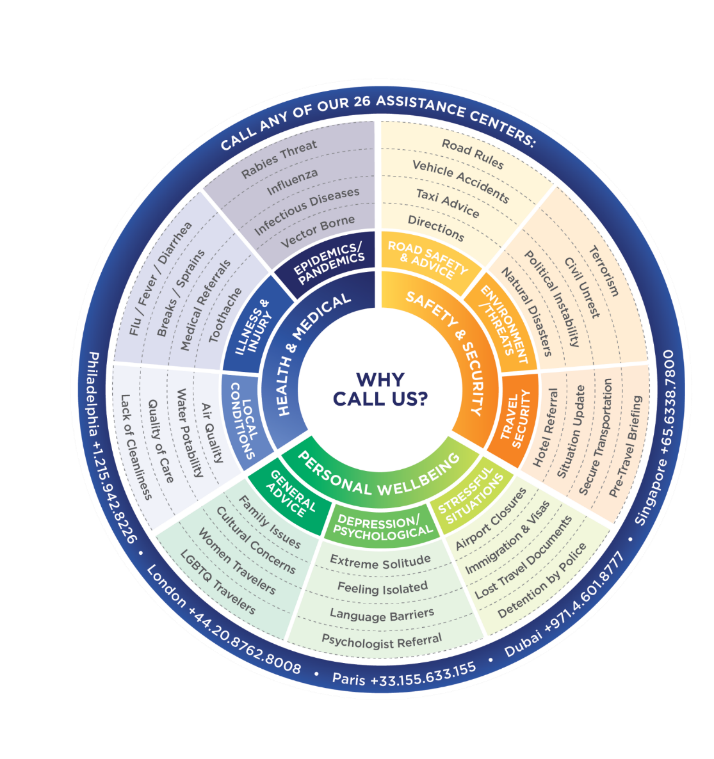 CALL ANY OF OUR 26 ASSISTANCE CENTERS:
WHY
CALL US?
SAFETY & SECURITY
ROAD SAFETY
& ADVICE
Road Rules
Vehicle Accidents
Taxi Advice
Directions
ENVIRONMENT
/THREATS
Terrorism
Civil Unrest
Political Instability
Natural Disasters
TRAVEL
SECURITY
Hotel Referral
Situation Update
Secure Transportation
Pre-Travel Briefing
PERSONAL WELLBEING
STRESSFUL
SITUATIONS
Airport Closures
Immigration & Visas
Lost Travel Documents
Detention by Police
DEPRESSION/
PSYCHOLOGICAL
Extreme Solitude
Feeling Isolated
Language Barriers
Psychologist Referral
GENERAL
ADVICE
Family Issues
Cultural Concerns
Women Travelers
LGBTQ Travelers
HEALTH & MEDICAL
LOCAL
CONDITIONS
Lack of Cleanliness
Quality of Care
Water Potability
Air Quality
ILLNESS &
INJURY
Flu / Fever / Diarrhea
Breaks / Sprains
Medical Referrals
Toothache
EPIDEMICS/
PANDEMICS
Rabies Threat
Influenza
Infectious Diseases
Vector Borne
Philadelphia +1.215.942.8226 • London +44.20.8762.8008 • Paris +33.155.633.155 • Dubai +971.4.601.8777 • Singapore +65.6338.7800